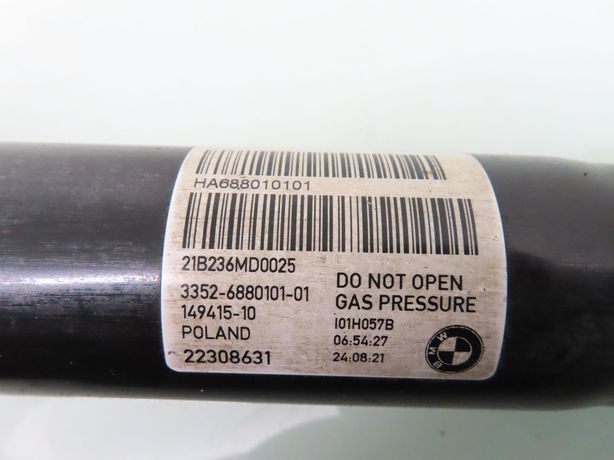 HA688010101
21B236MD0025
3352-6880101-01
149415-10
POLAND
22308631
DO NOT OPEN
GAS PRESSURE
I01H057B
06:54:27
24:08:21
BMW